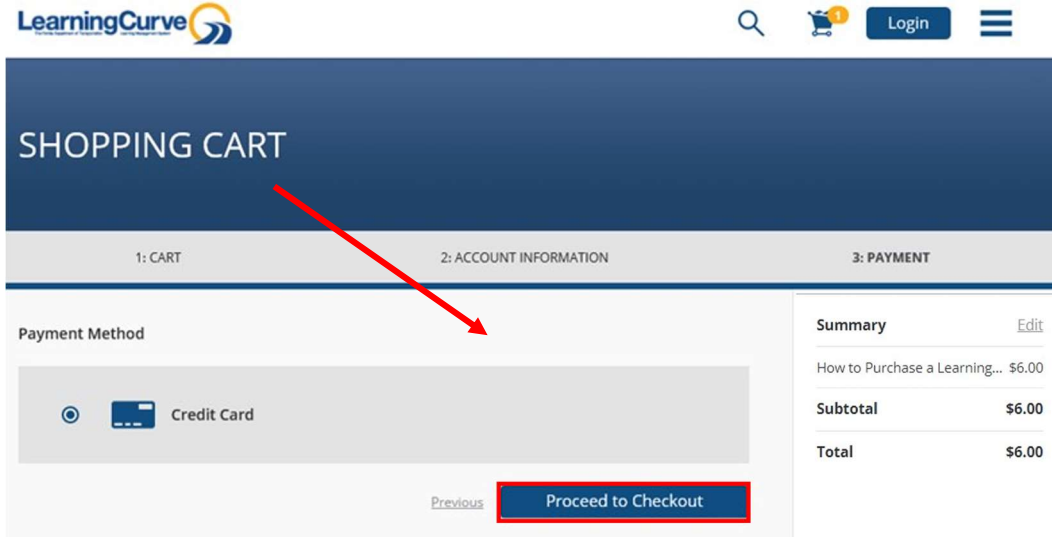 LearningCurve
1
Login
SHOPPING CART
1: CART
2: ACCOUNT INFORMATION
3: PAYMENT
Payment Method
Credit Card
Previous
Proceed to Checkout
Summary
Edit
How to Purchase a Learning... $6.00
Subtotal $6.00
Total $6.00